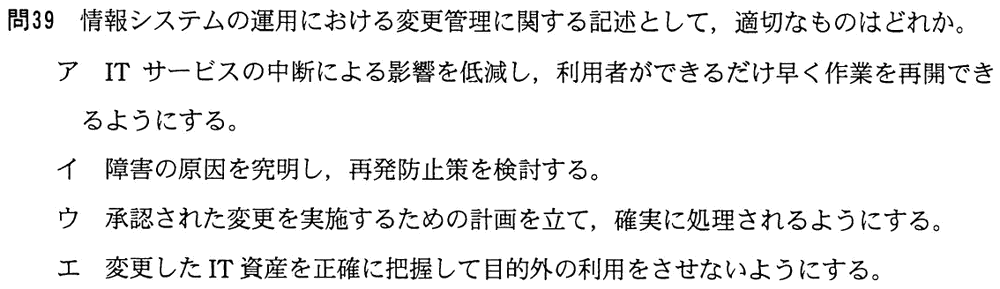 問39 情報システムの運用における変更管理に関する記述として，適切なものはどれか。
ア IT サービスの中断による影響を低減し，利用者ができるだけ早く作業を再開でき
るようにする。
イ 障害の原因を究明し，再発防止策を検討する。
ウ 承認された変更を実施するための計画を立て，確実に処理されるようにする。
エ 変更した IT 資産を正確に把握して目的外の利用をさせないようにする。